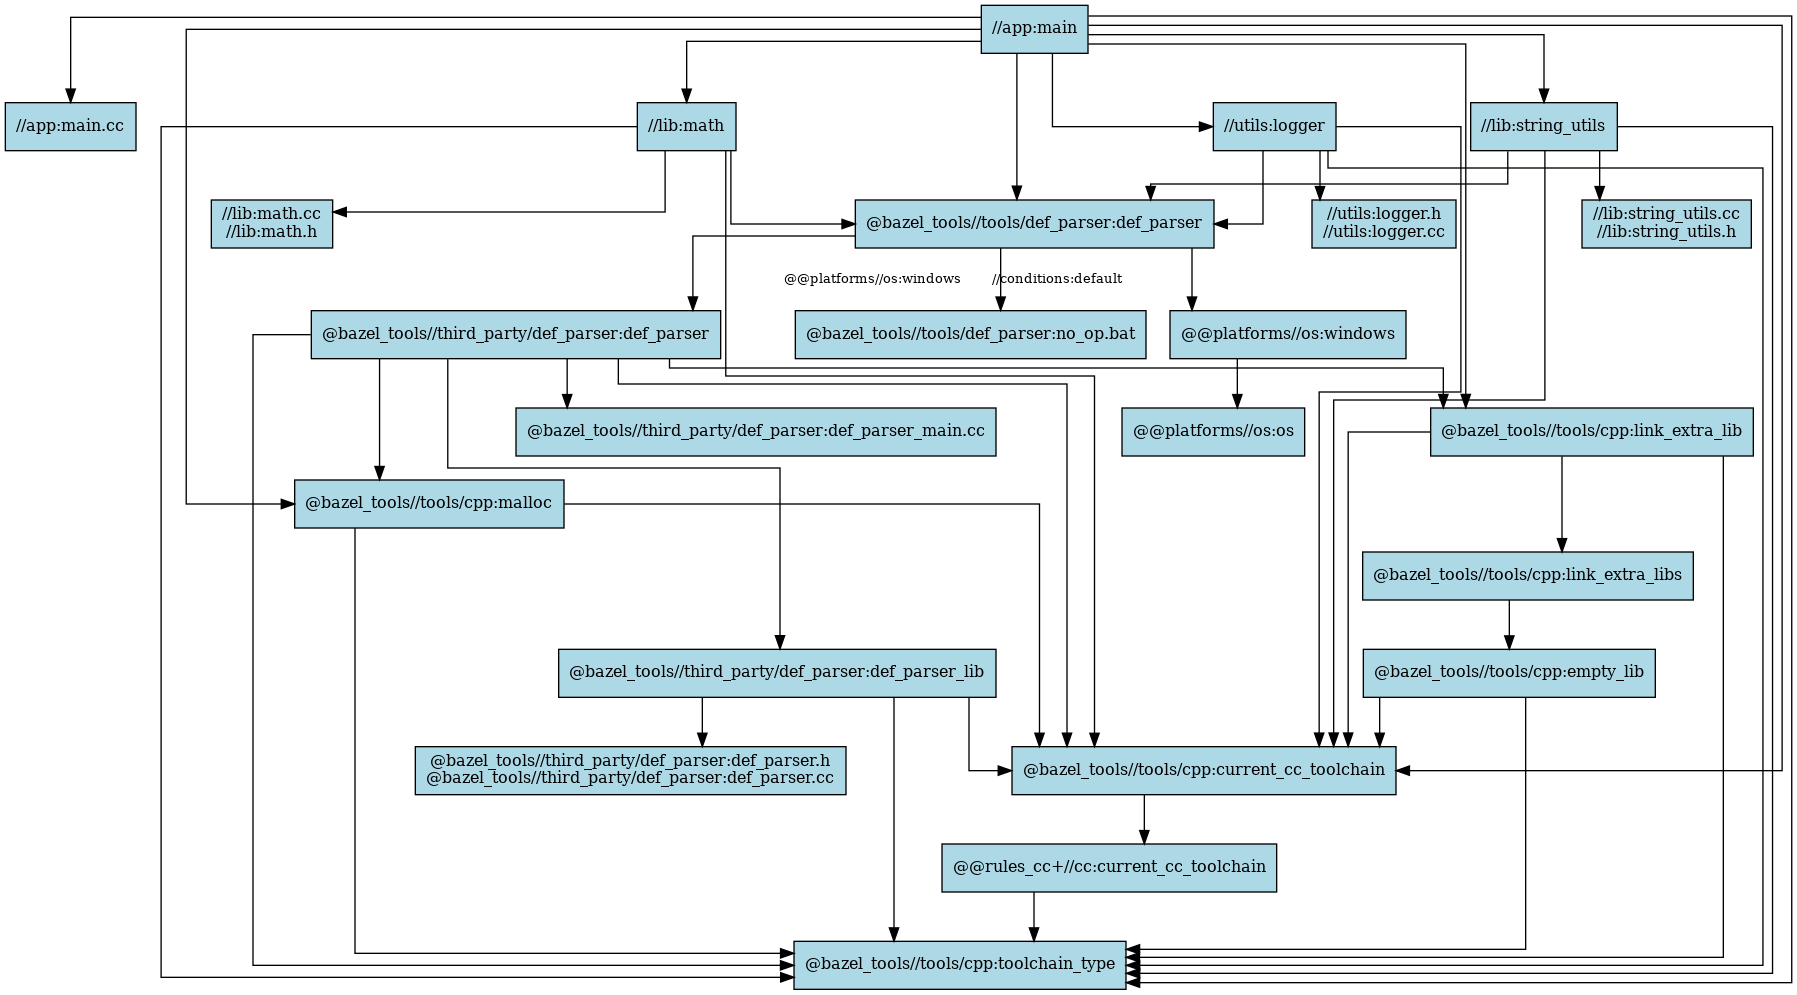 //app:main
//app:main.cc
//lib:math
//utils:logger
//lib:string_utils
//lib:math.cc
//lib:math.h
@bazel_tools//tools/def_parser:def_parser
//utils:logger.h
//utils:logger.cc
//lib:string_utils.cc
//lib:string_utils.h
@@platforms//os:windows
//conditions:default
@bazel_tools//third_party/def_parser:def_parser
@bazel_tools//tools/def_parser:no_op.bat
@@platforms//os:windows
@bazel_tools//third_party/def_parser:def_parser_main.cc
@@platforms//os:os
@bazel_tools//tools/cpp:link_extra_lib
@bazel_tools//tools/cpp:malloc
@bazel_tools//tools/cpp:link_extra_libs
@bazel_tools//third_party/def_parser:def_parser_lib
@bazel_tools//tools/cpp:empty_lib
@bazel_tools//third_party/def_parser:def_parser.h
@bazel_tools//third_party/def_parser:def_parser.cc
@bazel_tools//tools/cpp:current_cc_toolchain
@@rules_cc+//cc:current_cc_toolchain
@bazel_tools//tools/cpp:toolchain_type